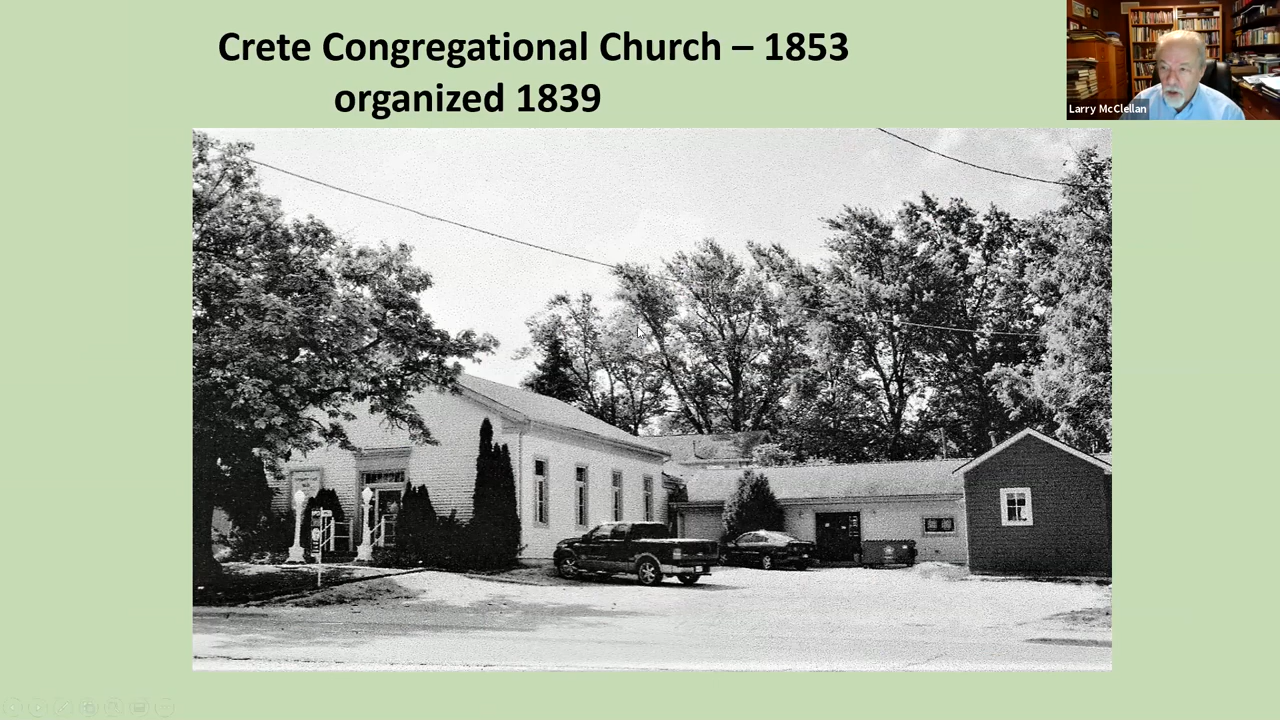 Crete Congregational Church – 1853
organized 1839
Larry McClellan